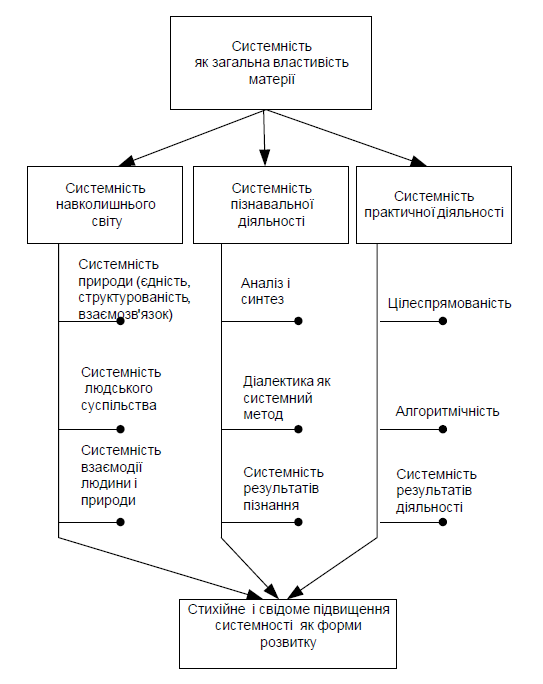 Системність
як загальна властивість
матерії
Системність
навколишнього
світу
Системність
пізнавальної
діяльності
Системність
практичної діяльності
Системність
природи (єдність,
структурованість,
взаємозв'язок)
Системність
людського
суспільства
Системність
взаємодії
людини і
природи
Аналіз і
синтез
Діалектика як
системний
метод
Системність
результатів
пізнання
Цілеспрямованість
Алгоритмічність
Системність
результатів
діяльності
Стихійне і свідоме підвищення
системності як форми
розвитку